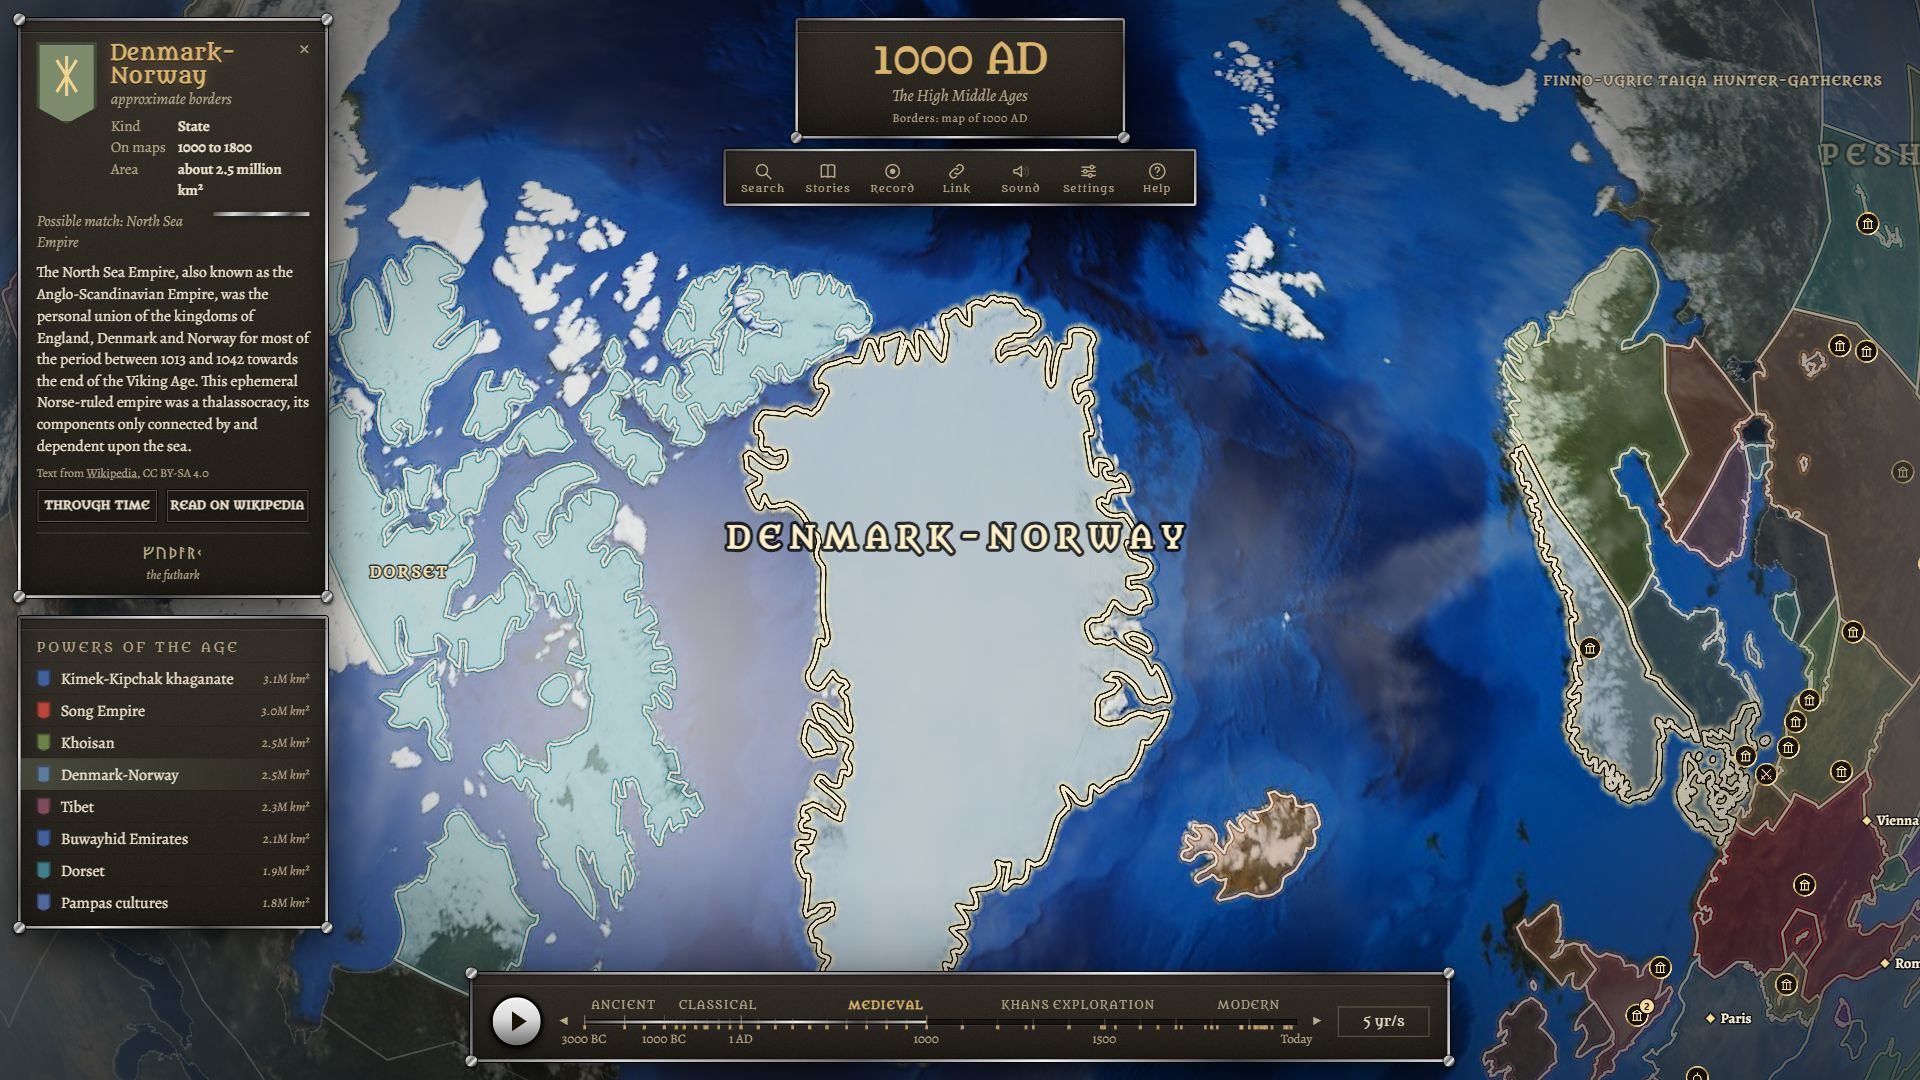 Denmark-
Norway
approximate borders
Kind State
On maps 1000 to 1800
Area about 2.5 million
km²
Possible match: North Sea
Empire
The North Sea Empire, also known as the
Anglo-Scandinavian Empire, was the
personal union of the kingdoms of
England, Denmark and Norway for most of
the period between 1013 and 1042 towards
the end of the Viking Age. This ephemeral
Norse-ruled empire was a thalassocracy, its
components only connected by and
dependent upon the sea.
Text from Wikipedia, CC BY-SA 4.0
THROUGH TIME READ ON WIKIPEDIA
ᚠᚢᚦᚨᚱᚲ
the futhark
POWERS OF THE AGE
Kimek-Kipchak khaganate 3.1M km²
Song Empire 3.0M km²
Khoisan 2.5M km²
Denmark-Norway 2.5M km²
Tibet 2.3M km²
Buwayhid Emirates 2.1M km²
Dorset 1.9M km²
Pampas cultures 1.8M km²
1000 AD
The High Middle Ages
Borders: map of 1000 AD
Search Stories Record Link Sound Settings Help
FINNO-UGRIC TAIGA HUNTER-GATHERERS
PESH
DENMARK-NORWAY
DORSET
Vienna
Rom
2
Paris
ANCIENT CLASSICAL MEDIEVAL KHANS EXPLORATION MODERN
3000 BC 1000 BC 1 AD 1000 1500 Today
5 yr/s